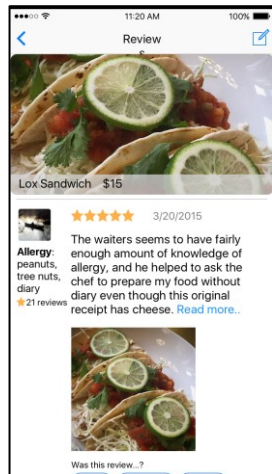 11:20 AM 100%
Review
Lox Sandwich $15
3/20/2015
The waiters seems to have fairly
enough amount of knowledge of
allergy, and he helped to ask the
chef to prepare my food without
diary even though this original
receipt has cheese. Read more..
Allergy:
peanuts,
tree nuts,
diary
21 reviews
Was this review...?